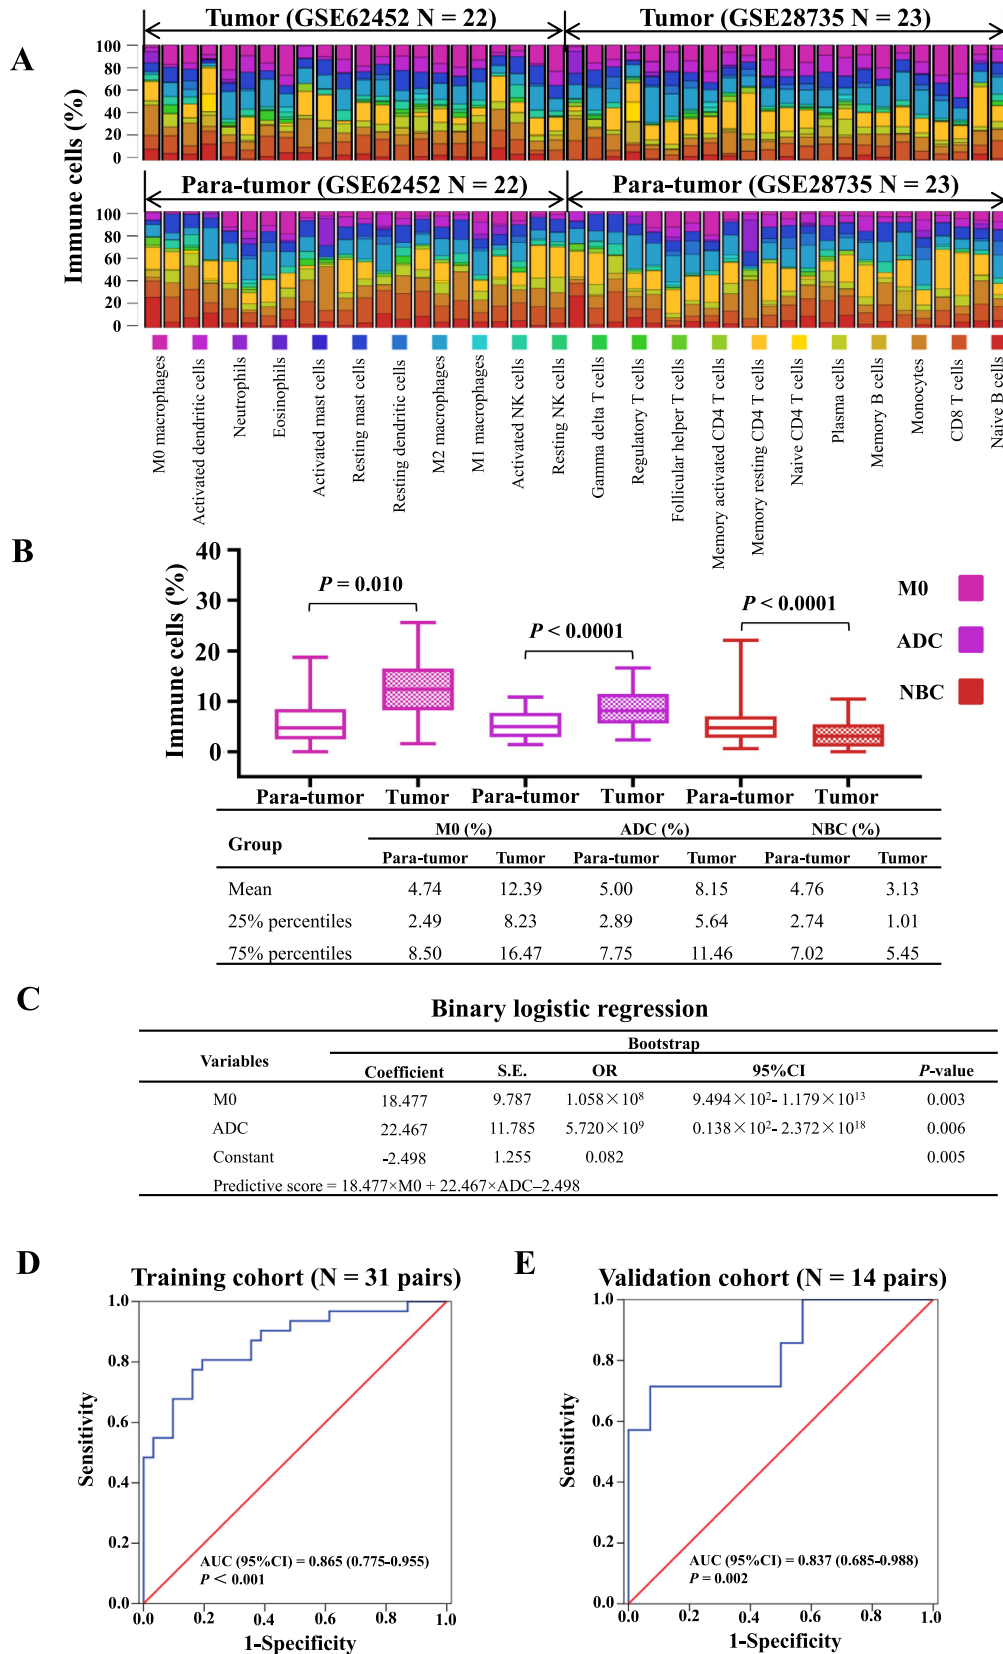 A
Tumor (GSE62452 N = 22)
Tumor (GSE28735 N = 23)
Immune cells (%)
100
80
60
40
20
0
Para-tumor (GSE62452 N = 22)
Para-tumor (GSE28735 N = 23)
100
80
60
40
20
0
M0 macrophages
Activated dendritic cells
Neutrophils
Eosinophils
Activated mast cells
Resting mast cells
Resting dendritic cells
M2 macrophages
M1 macrophages
Activated NK cells
Resting NK cells
Gamma delta T cells
Regulatory T cells
Follicular helper T cells
Memory activated CD4 T cells
Memory resting CD4 T cells
Naive CD4 T cells
Plasma cells
Memory B cells
Monocytes
CD8 T cells
Naive B cells
B
Immune cells (%)
40
30
20
10
0
P = 0.010
P < 0.0001
P < 0.0001
M0
ADC
NBC
Para-tumor Tumor Para-tumor Tumor Para-tumor Tumor
Group M0 (%) ADC (%) NBC (%)
Para-tumor Tumor Para-tumor Tumor Para-tumor Tumor
Mean 4.74 12.39 5.00 8.15 4.76 3.13
25% percentiles 2.49 8.23 2.89 5.64 2.74 1.01
75% percentiles 8.50 16.47 7.75 11.46 7.02 5.45
C
Binary logistic regression
Variables Bootstrap
Coefficient S.E. OR 95%CI P-value
M0 18.477 9.787 1.058×10⁸ 9.494×10²- 1.179×10¹³ 0.003
ADC 22.467 11.785 5.720×10⁹ 0.138×10²- 2.372×10¹⁸ 0.006
Constant -2.498 1.255 0.082 0.005
Predictive score = 18.477×M0 + 22.467×ADC–2.498
D
Training cohort (N = 31 pairs)
Sensitivity
1.0
0.8
0.6
0.4
0.2
0.0
AUC (95%CI) = 0.865 (0.775-0.955)
P < 0.001
0.0 0.2 0.4 0.6 0.8 1.0
1-Specificity
E
Validation cohort (N = 14 pairs)
Sensitivity
1.0
0.8
0.6
0.4
0.2
0.0
AUC (95%CI) = 0.837 (0.685-0.988)
P = 0.002
0.0 0.2 0.4 0.6 0.8 1.0
1-Specificity